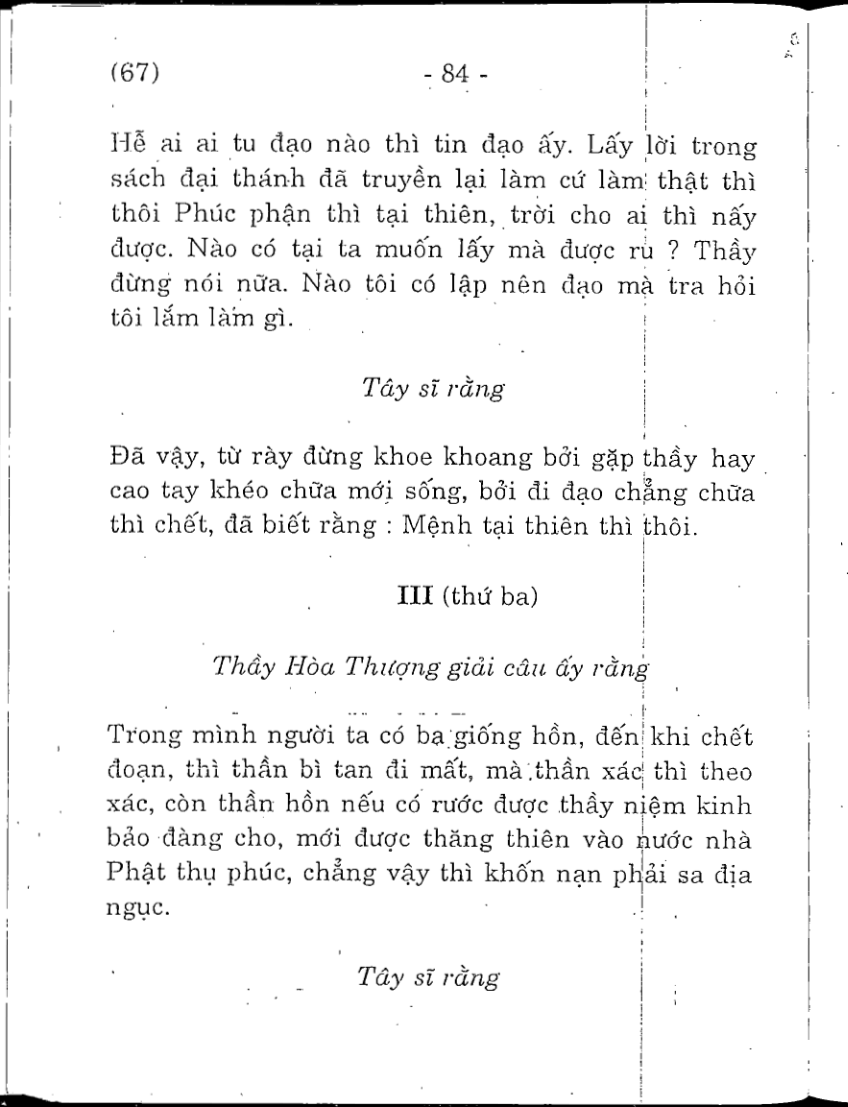 (67) - 84 -
Hễ ai ai tu đạo nào thì tin đạo ấy. Lấy lời trong
sách đại thánh đã truyền lại làm cứ làm thật thì
thôi Phúc phận thì tại thiên, trời cho ai thì nấy
được. Nào có tại ta muốn lấy mà được ru ? Thầy
đừng nói nữa. Nào tôi có lập nên đạo mà tra hỏi
tôi lắm làm gì.
Tây sĩ rằng
Đã vậy, từ rày đừng khoe khoang bởi gặp thầy hay
cao tay khéo chữa mới sống, bởi đi đạo chẳng chữa
thì chết, đã biết rằng : Mệnh tại thiên thì thôi.
III (thứ ba)
Thầy Hòa Thượng giải câu ấy rằng
Trong mình người ta có ba giống hồn, đến khi chết
đoạn, thì thần bì tan đi mất, mà thần xác thì theo
xác, còn thần hồn nếu có rước được thầy niệm kinh
bảo đàng cho, mới được thăng thiên vào nước nhà
Phật thụ phúc, chẳng vậy thì khốn nạn phải sa địa
ngục.
Tây sĩ rằng